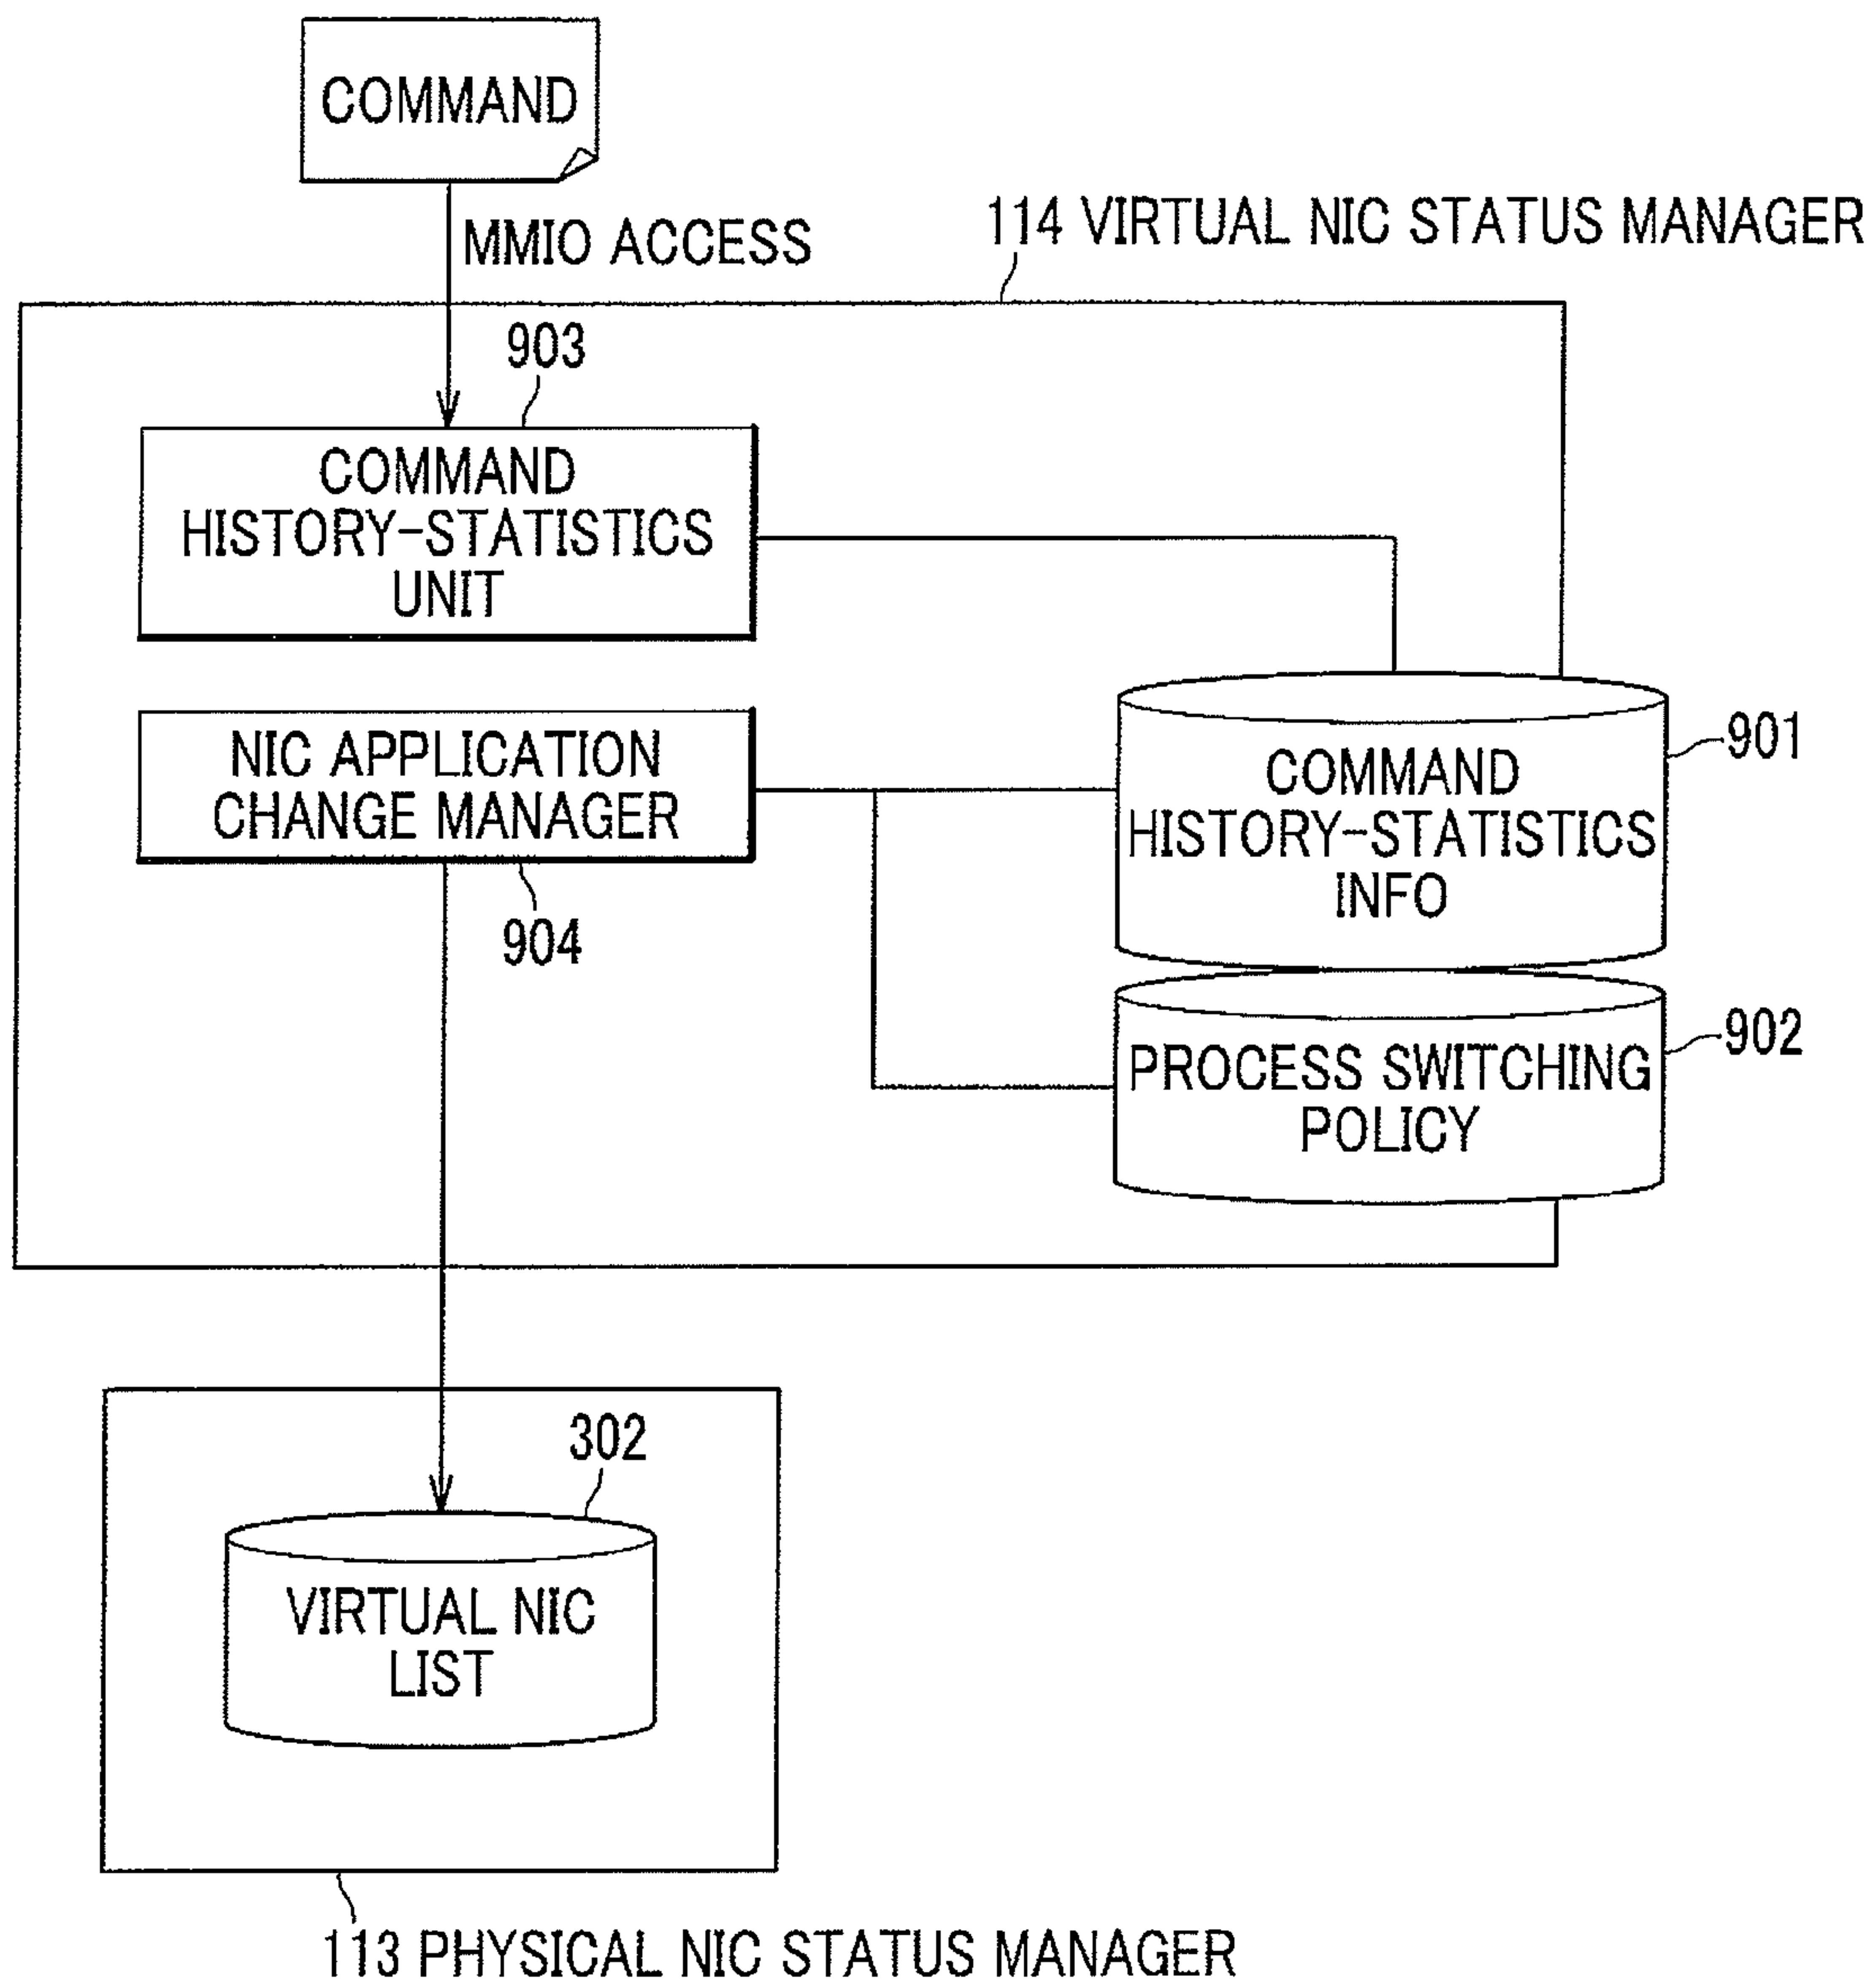 COMMAND
MMIO ACCESS
114 VIRTUAL NIC STATUS MANAGER
903
COMMAND
HISTORY-STATISTICS
UNIT
NIC APPLICATION
CHANGE MANAGER
904
901
COMMAND
HISTORY-STATISTICS
INFO
902
PROCESS SWITCHING
POLICY
302
VIRTUAL NIC
LIST
113 PHYSICAL NIC STATUS MANAGER